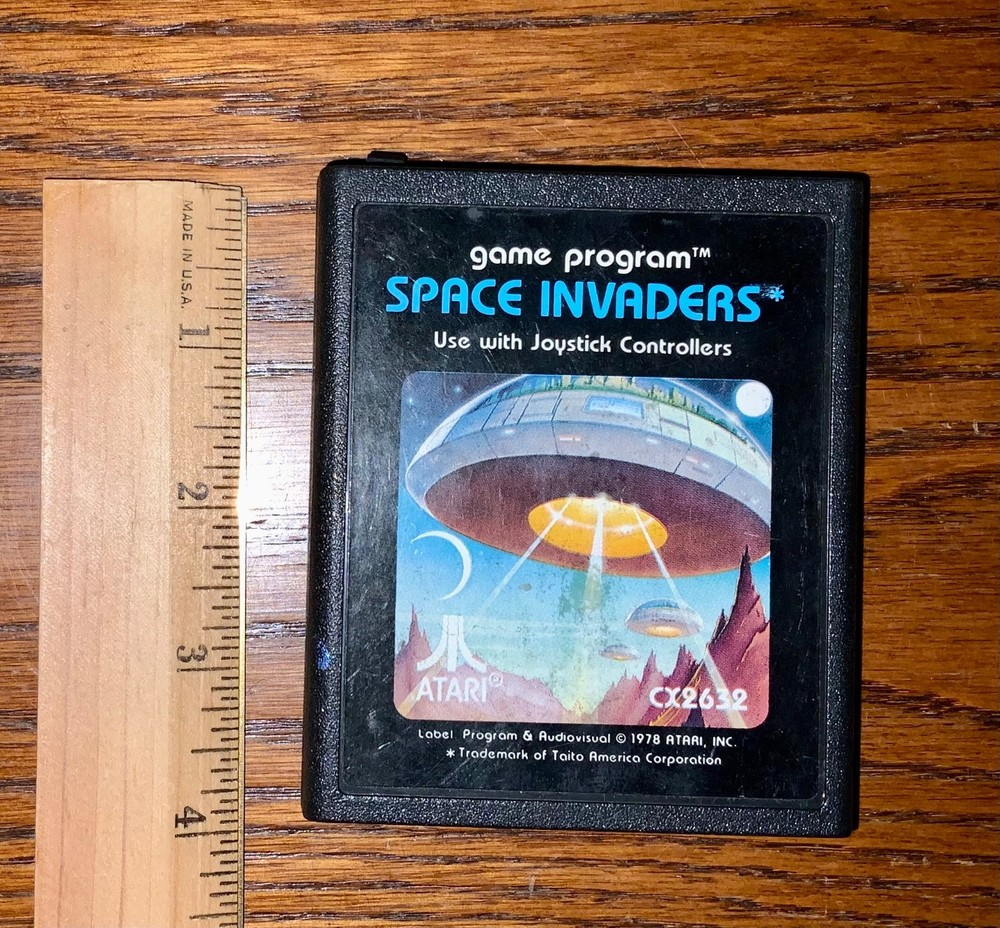 MADE IN U.S.A.
1
2
3
4
game program™
SPACE INVADERS*
Use with Joystick Controllers
ATARI®
CX2632
Label Program & Audiovisual © 1978 ATARI, INC.
*Trademark of Taito America Corporation